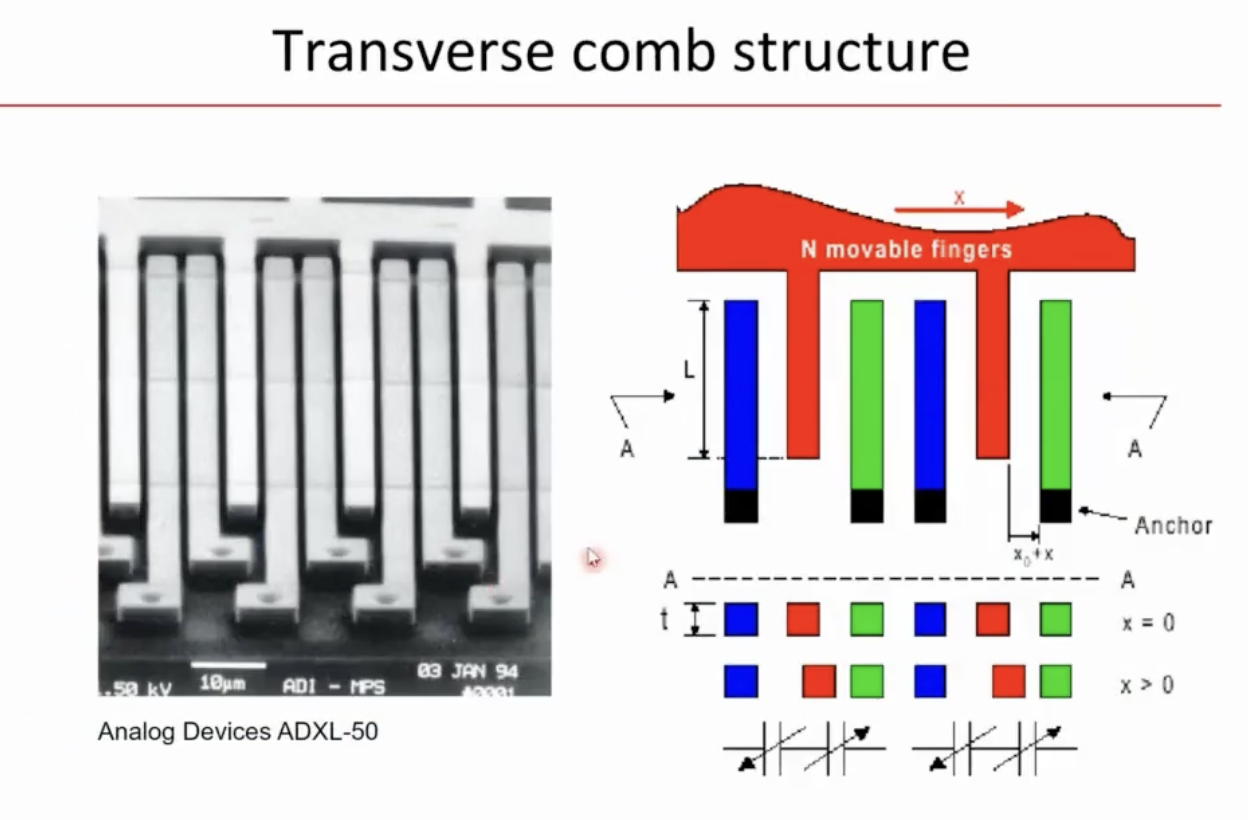 Transverse comb structure
x
N movable fingers
L
A
A
Anchor
x₀+x
A
A
t
x = 0
x > 0
.50 kV
10μm
ADI - MPS
03 JAN 94
#0001
Analog Devices ADXL-50